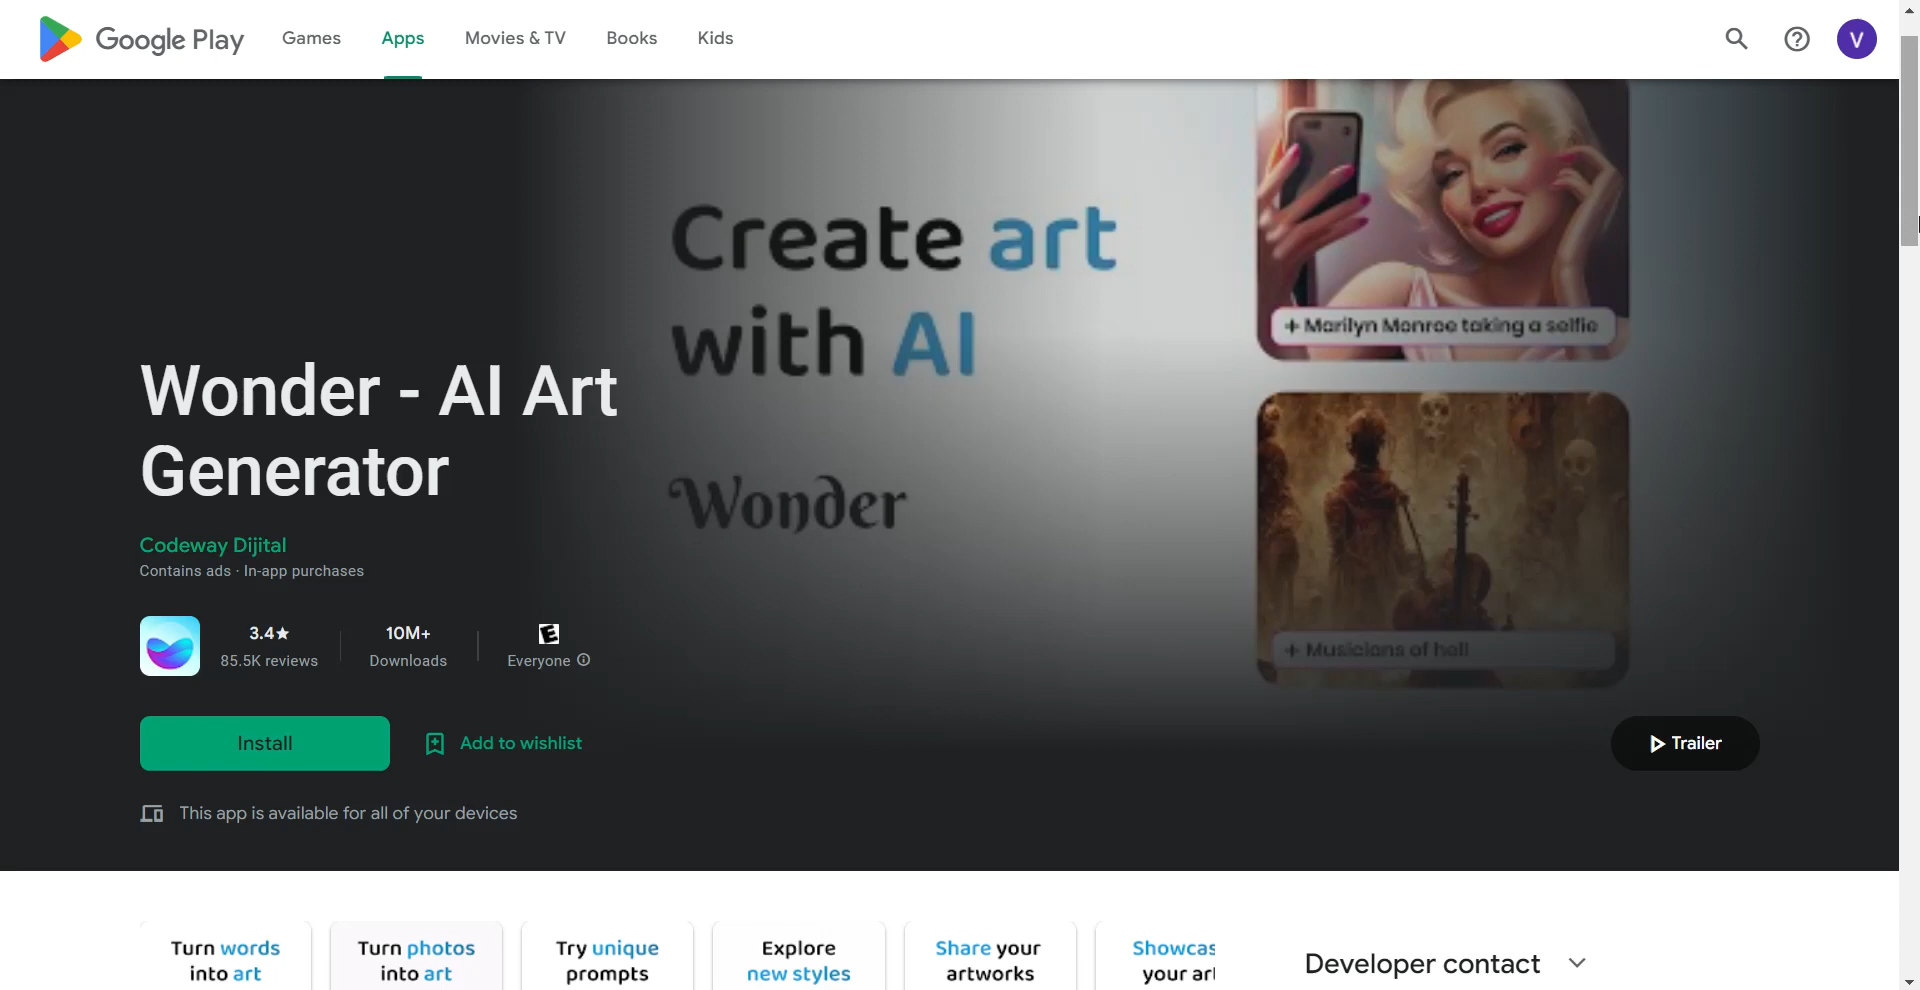 Google Play
Games
Apps
Movies & TV
Books
Kids
V
Create art
with AI
Wonder
+ Marilyn Monroe taking a selfie
+ Musicians of hell
Wonder - AI Art
Generator
Codeway Dijital
Contains ads · In-app purchases
3.4★
85.5K reviews
10M+
Downloads
E
Everyone
Install
Add to wishlist
Trailer
This app is available for all of your devices
Turn words
into art
Turn photos
into art
Try unique
prompts
Explore
new styles
Share your
artworks
Showcas
your ar
Developer contact